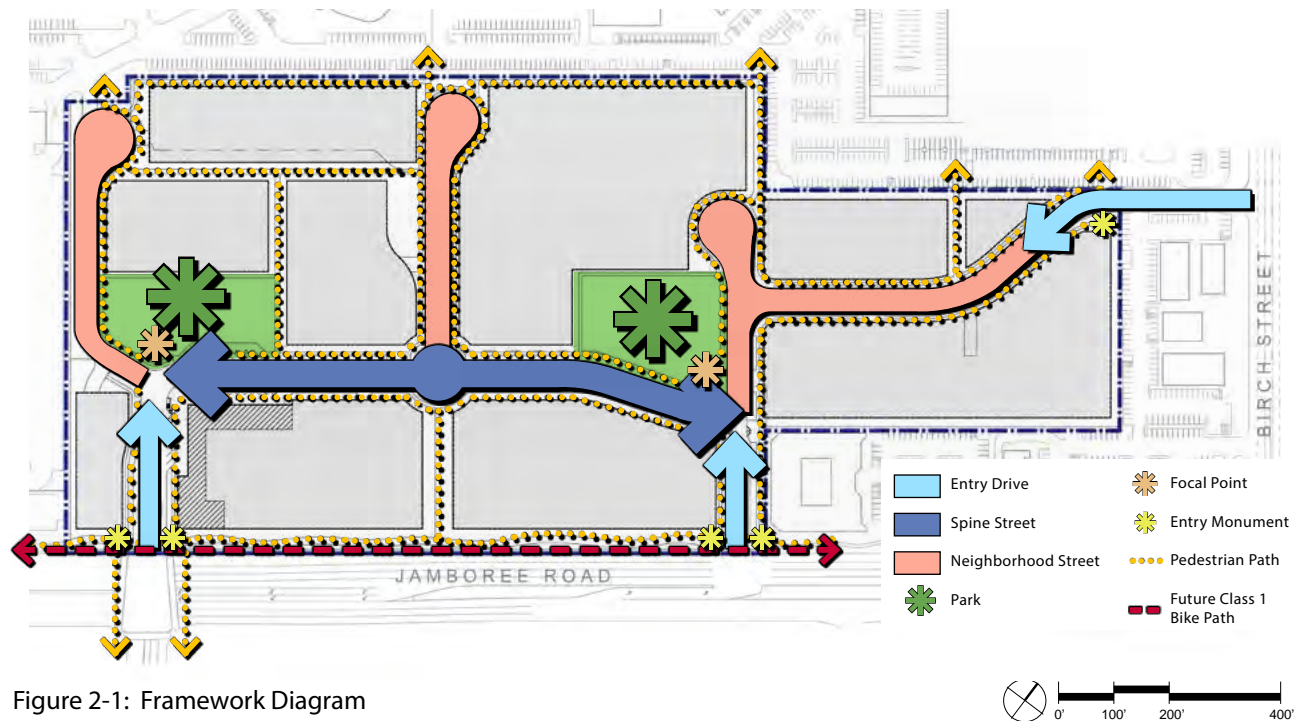 BIRCH STREET
JAMBOREE ROAD
Entry Drive
Spine Street
Neighborhood Street
Park
Focal Point
Entry Monument
Pedestrian Path
Future Class 1
Bike Path
Figure 2-1: Framework Diagram
0' 100' 200' 400'